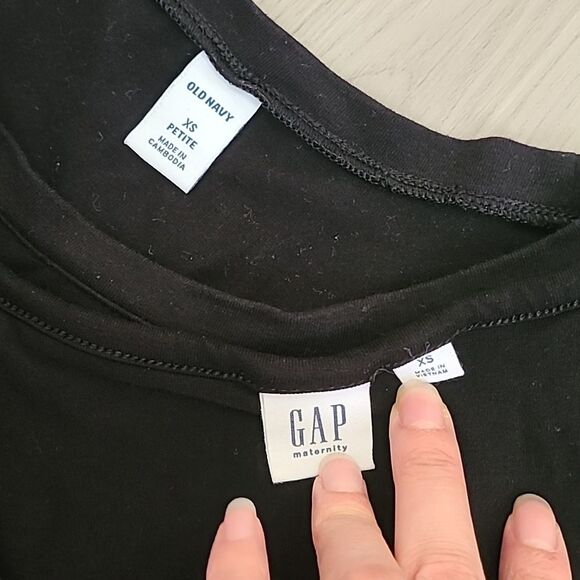 OLD NAVY
XS
PETITE
MADE IN
CAMBODIA
GAP
maternity
XS
MADE IN
VIETNAM